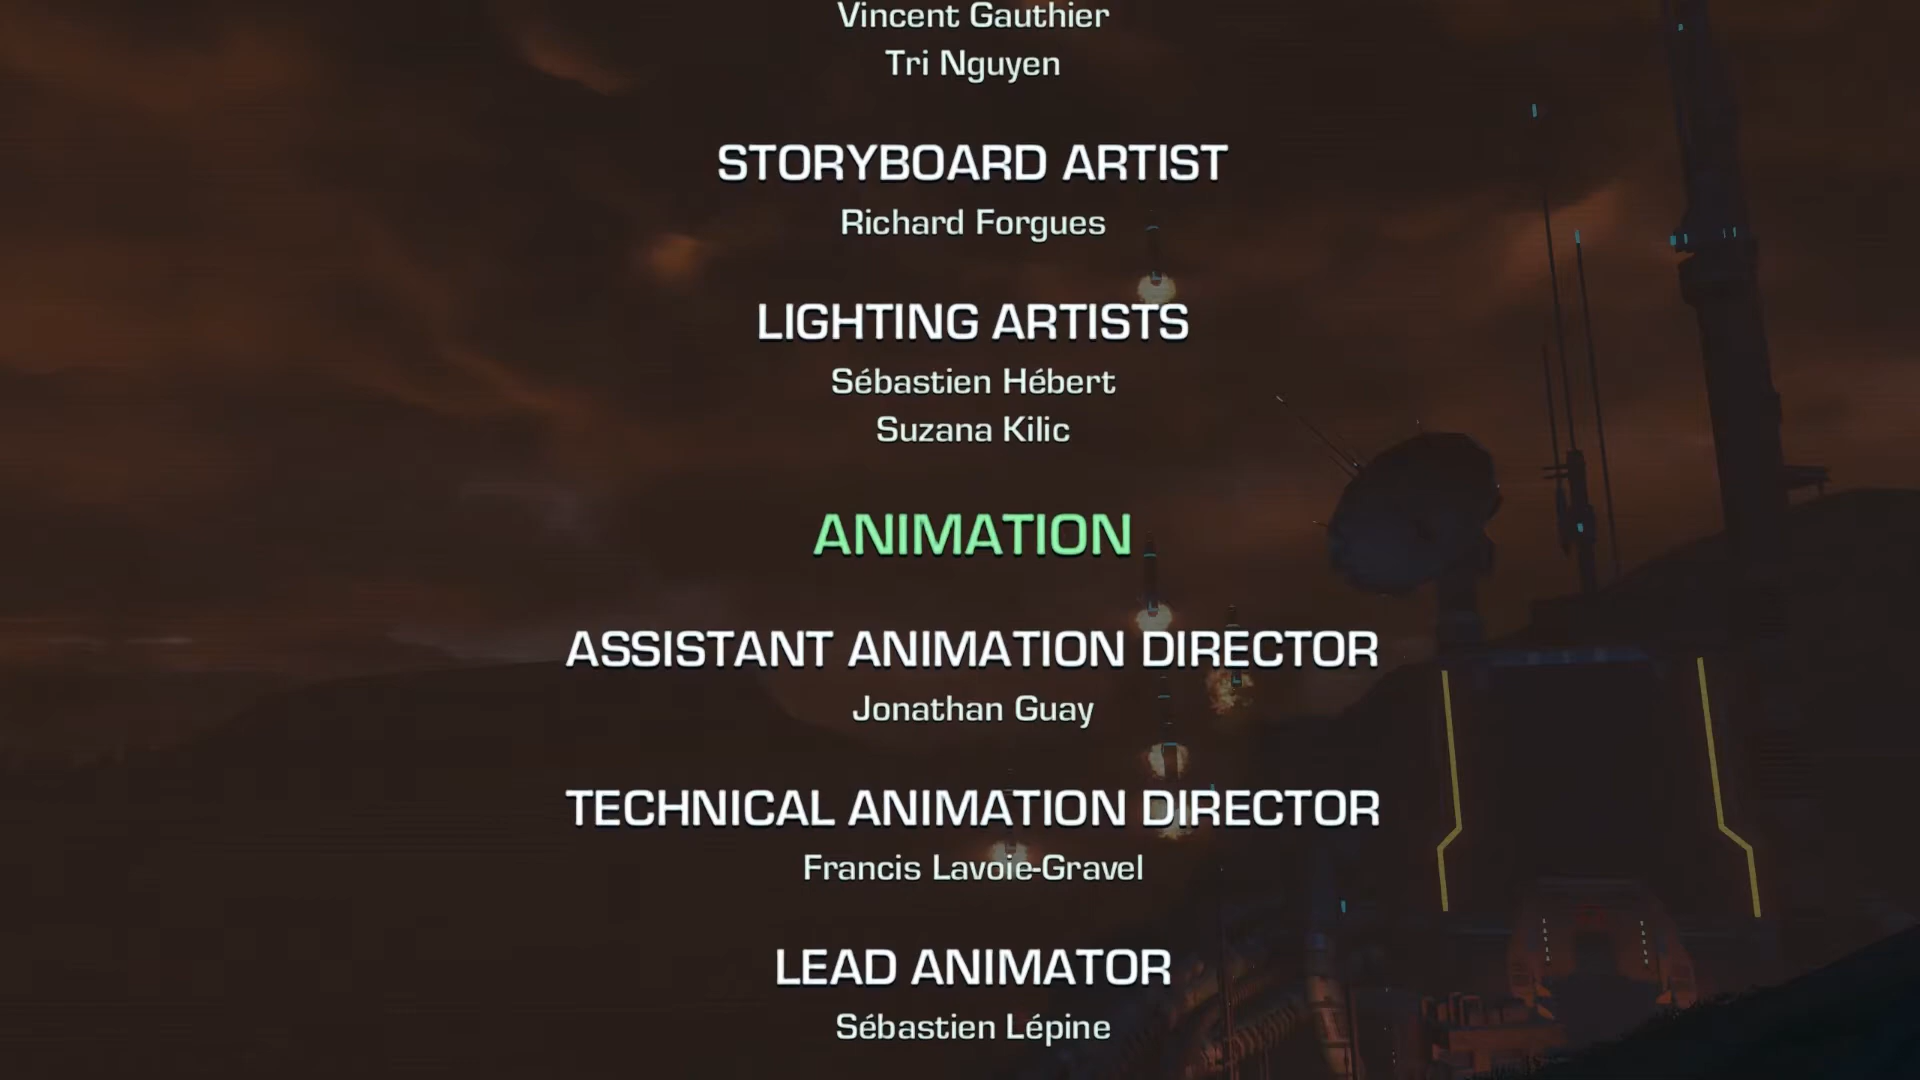 Vincent Gauthier
Tri Nguyen
STORYBOARD ARTIST
Richard Forgues
LIGHTING ARTISTS
Sébastien Hébert
Suzana Kilic
ANIMATION
ASSISTANT ANIMATION DIRECTOR
Jonathan Guay
TECHNICAL ANIMATION DIRECTOR
Francis Lavoie-Gravel
LEAD ANIMATOR
Sébastien Lépine